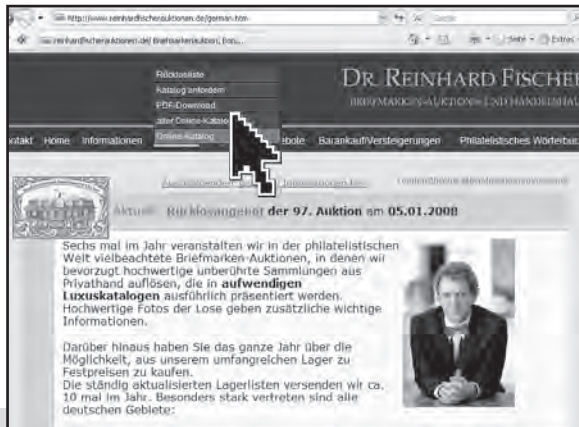 http://www.reinhardfischerauktionen.de/german.htm
Rücklosliste
Katalog anfordern
PDF-Download
alter Online-Katalog
Online-Katalog
DR. REINHARD FISCHER
BRIEFMARKEN-AUKTIONS- UND HANDELSHAUS
Home Informationen Barankauf/Versteigerungen Philatelistisches
Aktuell: Rücklosangebot der 97. Auktion am 05.01.2008
Sechs mal im Jahr veranstalten wir in der philatelistischen
Welt vielbeachtete Briefmarken-Auktionen, in denen wir
bevorzugt hochwertige unberührte Sammlungen aus
Privathand auflösen, die in aufwendigen
Luxuskatalogen ausführlich präsentiert werden.
Hochwertige Fotos der Lose geben zusätzliche wichtige
Informationen.
Darüber hinaus haben Sie das ganze Jahr über die
Möglichkeit, aus unserem umfangreichen Lager zu
Festpreisen zu kaufen.
Die ständig aktualisierten Lagerlisten versenden wir ca.
10 mal im Jahr. Besonders stark vertreten sind alle
deutschen Gebiete: